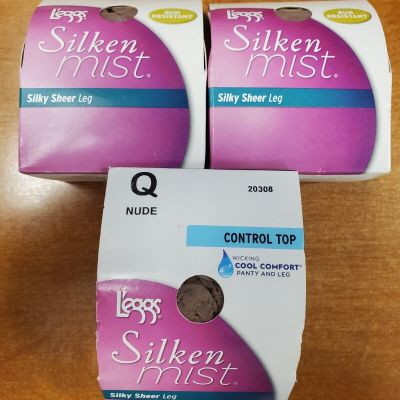 L'eggs
RUN
RESISTANT
Silken
mist®
Silky Sheer Leg
L'eggs
RUN
RESISTANT
Silken
mist®
Silky Sheer Leg
Q
NUDE
20308
CONTROL TOP
WICKING
COOL COMFORT®
PANTY AND LEG
L'eggs
Silken
mist®
Silky Sheer Leg